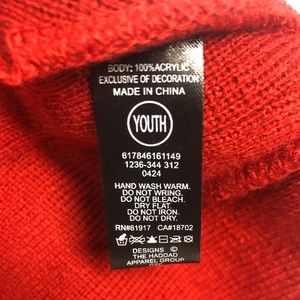 BODY: 100%ACRYLIC
EXCLUSIVE OF DECORATION
MADE IN CHINA
YOUTH
617846161149
1236-344 312
0424
HAND WASH WARM.
DO NOT WRING.
DO NOT BLEACH.
DRY FLAT.
DO NOT IRON.
DO NOT DRY.
RN#81917 CA#18702
DESIGNS © THE HADDAD
APPAREL GROUP